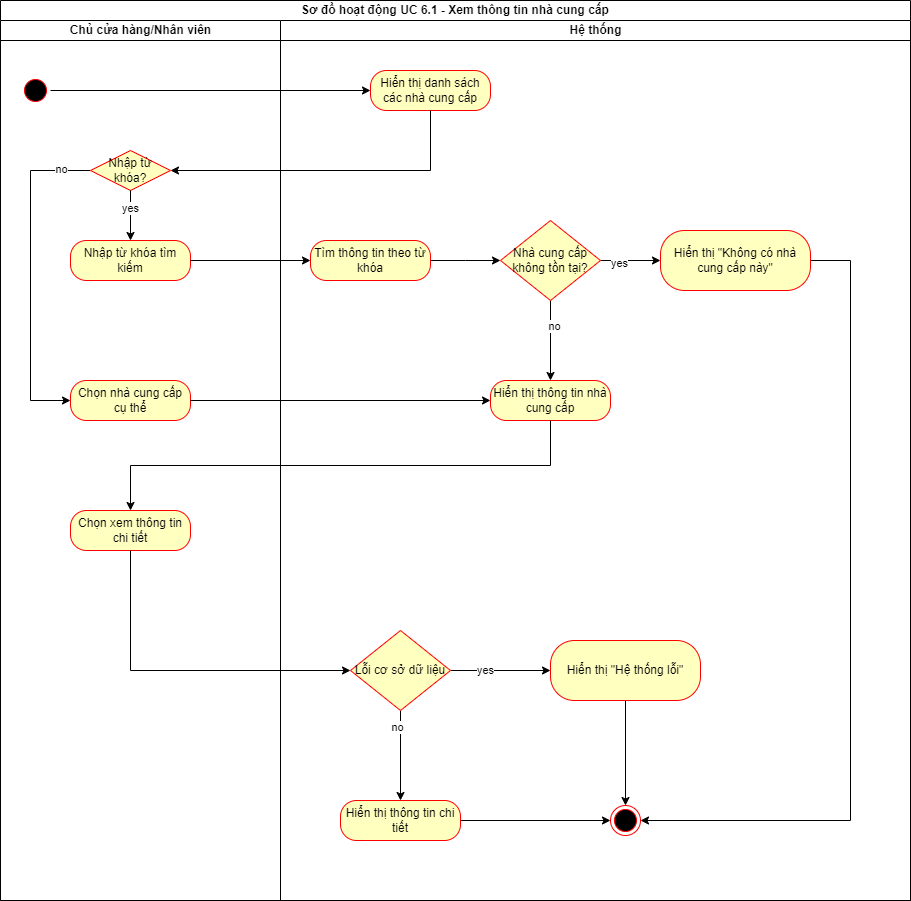 Sơ đồ hoạt động UC 6.1 - Xem thông tin nhà cung cấp
Chủ cửa hàng/Nhân viên
Hệ thống
Hiển thị danh sách
các nhà cung cấp
Nhập từ
khóa?
no
yes
Nhập từ khóa tìm
kiếm
Tìm thông tin theo từ
khóa
Nhà cung cấp
không tồn tại?
yes
Hiển thị "Không có nhà
cung cấp này"
no
Chọn nhà cung cấp
cụ thể
Hiển thị thông tin nhà
cung cấp
Chọn xem thông tin
chi tiết
Lỗi cơ sở dữ liệu
yes
Hiển thị "Hệ thống lỗi"
no
Hiển thị thông tin chi
tiết